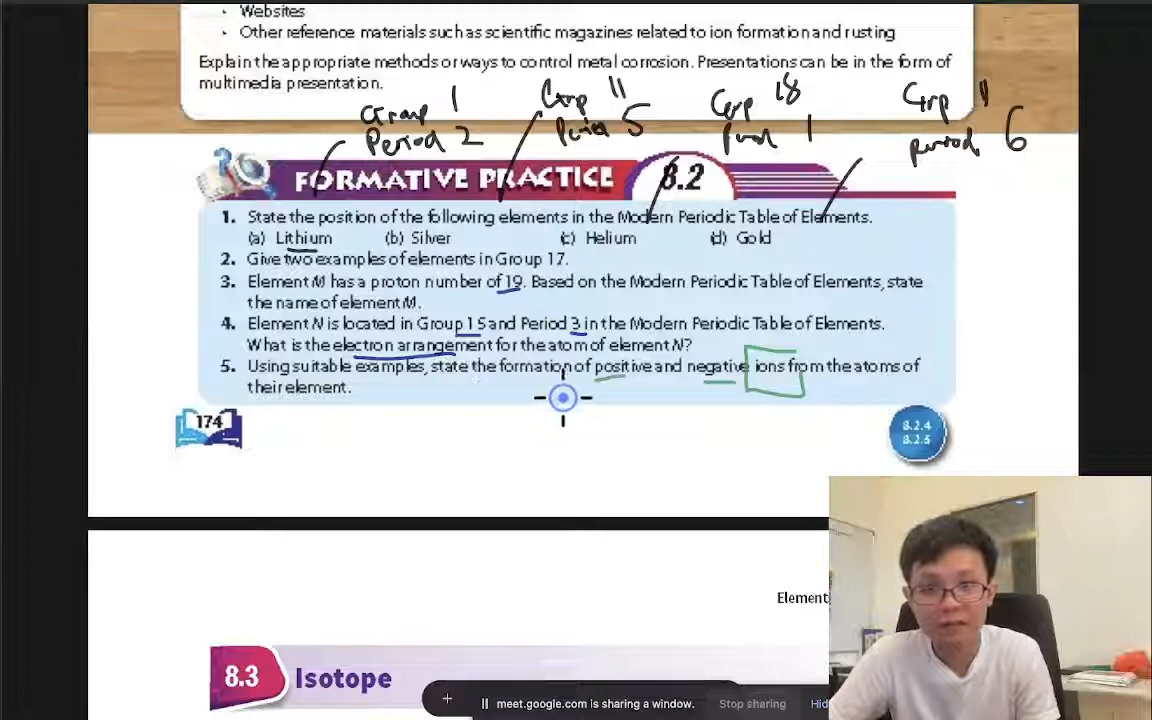 • Websites
• Other reference materials such as scientific magazines related to ion formation and rusting
Explain the appropriate methods or ways to control metal corrosion. Presentations can be in the form of
multimedia presentation.
Group 1
Period 2
Grp 11
Period 5
Grp 18
Period 1
Grp 11
period 6
FORMATIVE PRACTICE 8.2
1. State the position of the following elements in the Modern Periodic Table of Elements.
(a) Lithium (b) Silver (c) Helium (d) Gold
2. Give two examples of elements in Group 17.
3. Element M has a proton number of 19. Based on the Modern Periodic Table of Elements, state
the name of element M.
4. Element N is located in Group 15 and Period 3 in the Modern Periodic Table of Elements.
What is the electron arrangement for the atom of element N?
5. Using suitable examples, state the formation of positive and negative ions from the atoms of
their element.
174
8.2.4
8.2.5
Element
8.3 Isotope
meet.google.com is sharing a window. Stop sharing Hid